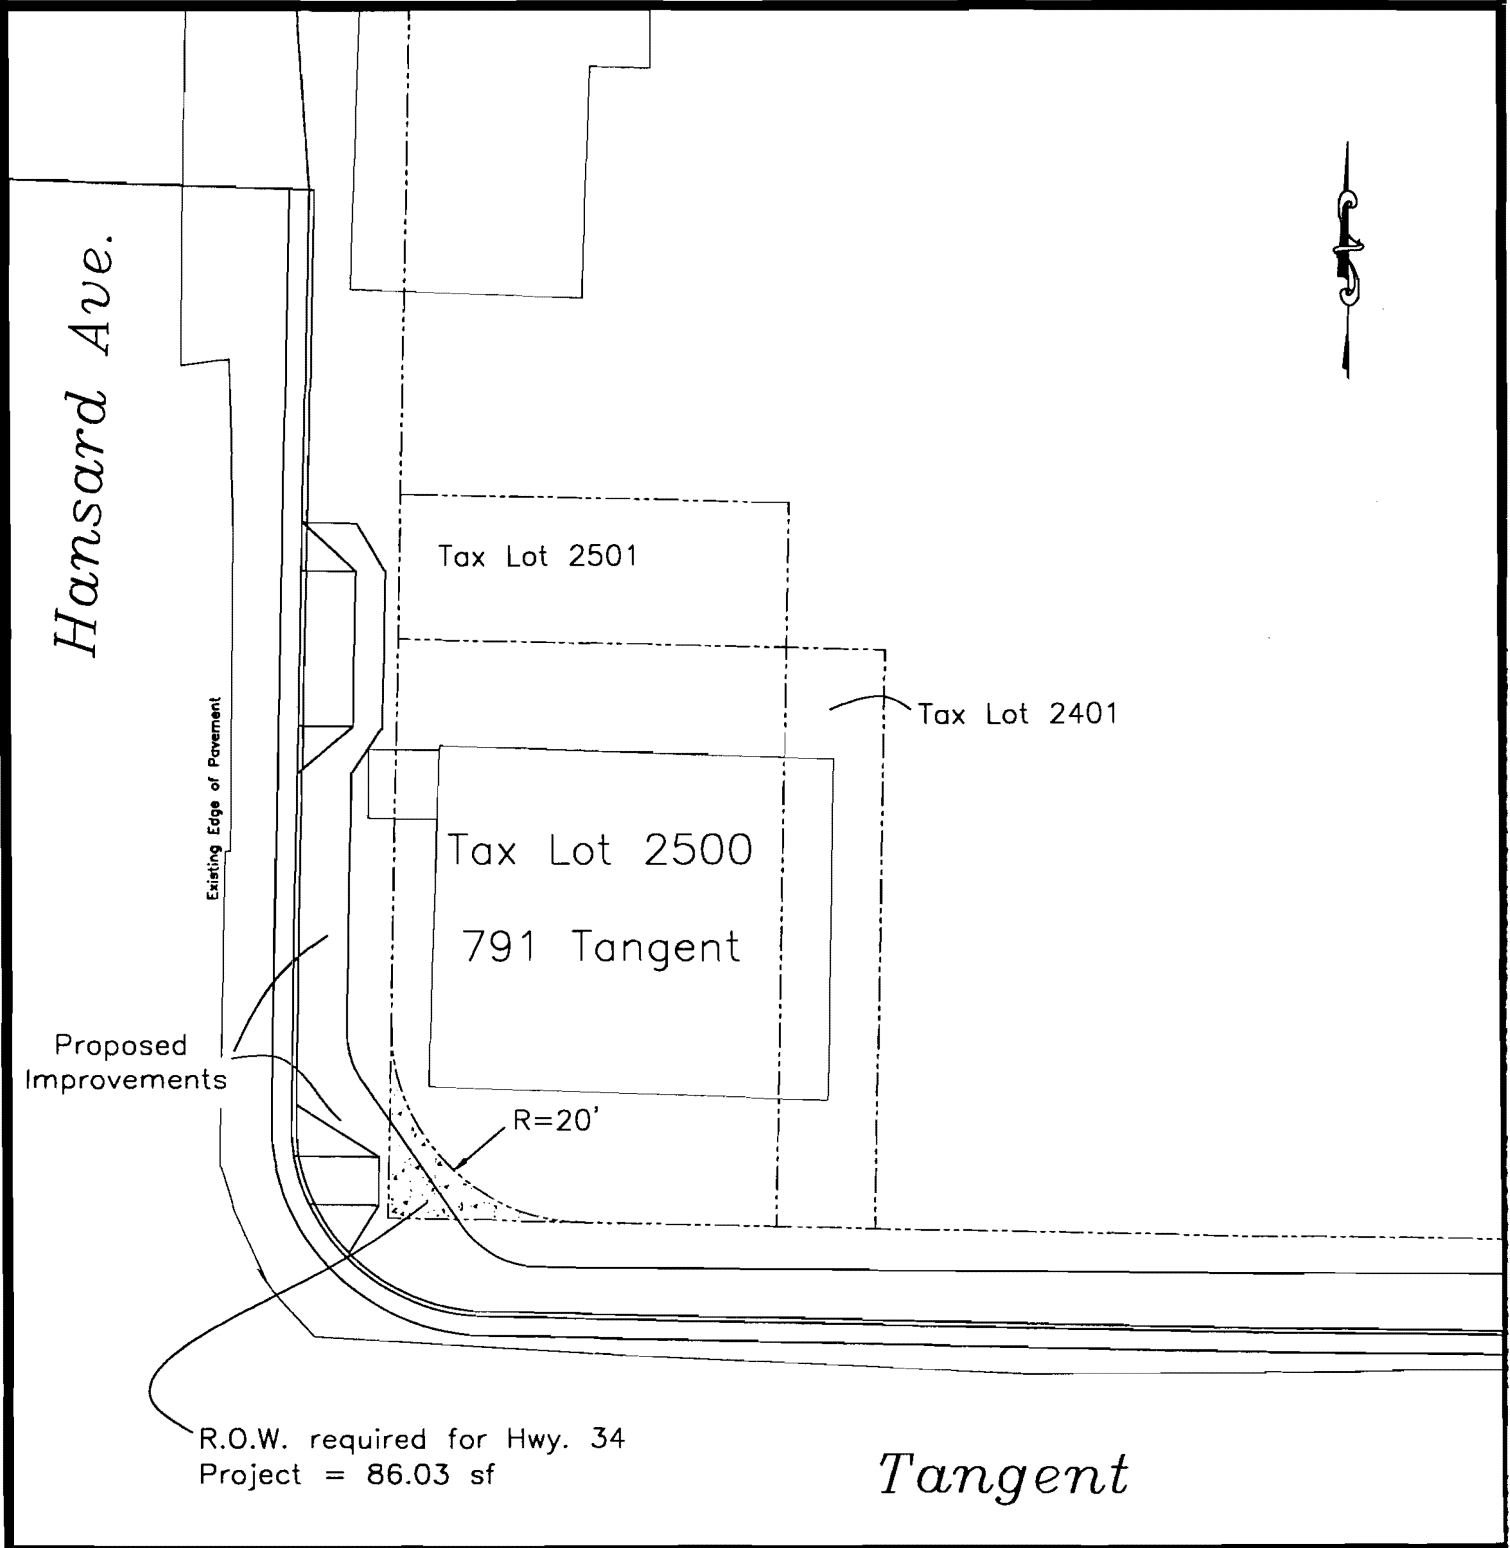 Hansard Ave.
Tax Lot 2501
Tax Lot 2401
Existing Edge of Pavement
Tax Lot 2500
791 Tangent
Proposed
Improvements
R=20'
R.O.W. required for Hwy. 34
Project = 86.03 sf
Tangent